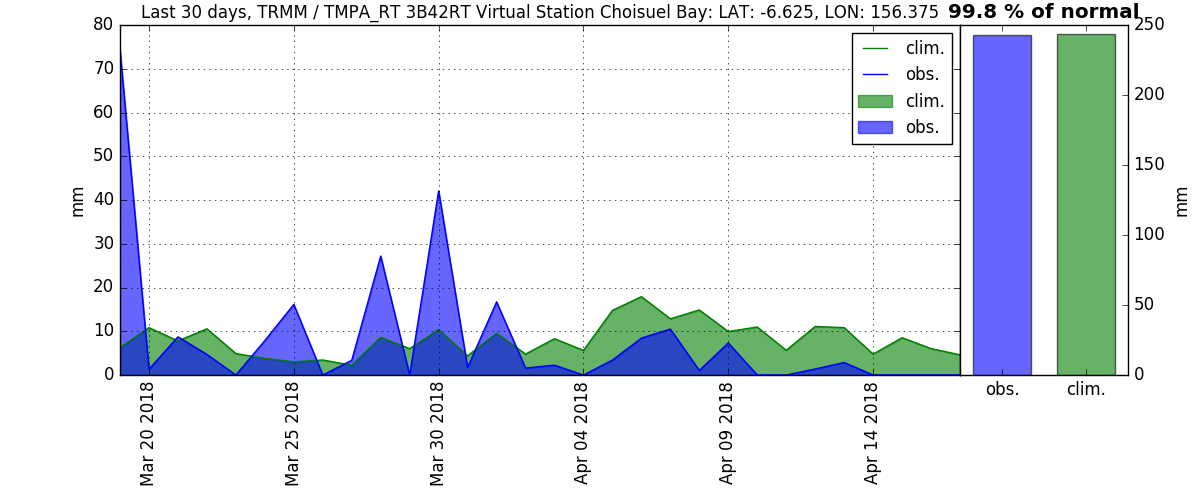 Last 30 days, TRMM / TMPA_RT 3B42RT Virtual Station Choisuel Bay: LAT: -6.625, LON: 156.375
99.8 % of normal
80
70
60
50
40
30
20
10
0
mm
clim.
obs.
clim.
obs.
Mar 20 2018
Mar 25 2018
Mar 30 2018
Apr 04 2018
Apr 09 2018
Apr 14 2018
250
200
150
100
50
0
mm
obs.
clim.